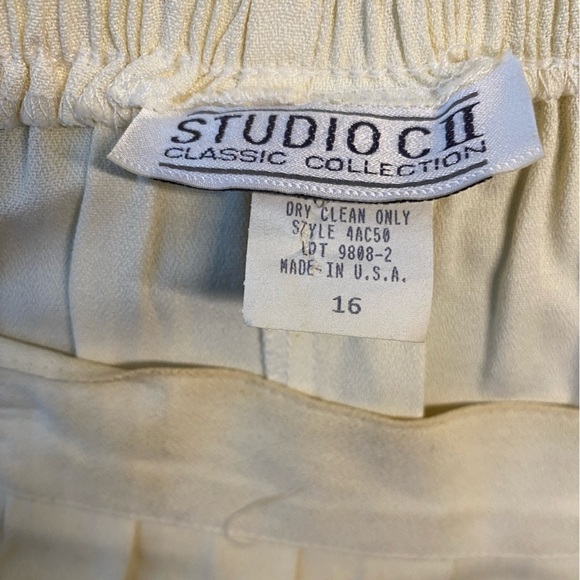 STUDIO C II
CLASSIC COLLECTION
DRY CLEAN ONLY
STYLE 4AC50
LOT 9808-2
MADE-IN U.S.A.
16